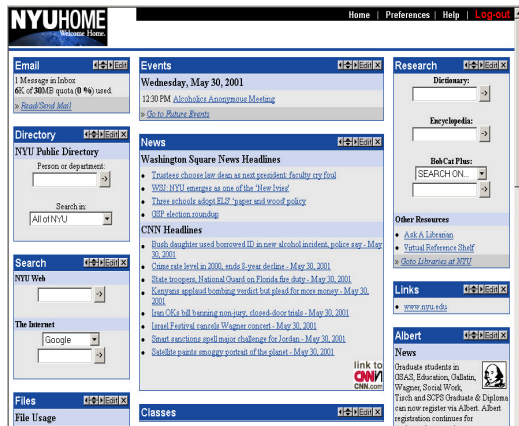 NYUHOME
Welcome Home.
Home | Preferences | Help | Log-out
Email Edit X
1 Message in Inbox
6K of 30MB quota (0 %) used.
» Read/Send Mail
Directory Edit X
NYU Public Directory
Person or department:
Search in:
All of NYU
Search Edit X
NYU Web
The Internet
Google
Files Edit X
File Usage
Events Edit X
Wednesday, May 30, 2001
12:30 PM Alcoholics Anonymous Meeting
» Go to Future Events
News Edit X
Washington Square News Headlines
• Trustees choose law dean as next president; faculty cry foul
• WSJ: NYU emerges as one of the 'New Ivies'
• Three schools adopt ELS' 'paper and wood' policy
• GSP election roundup
CNN Headlines
• Bush daughter used borrowed ID in new alcohol incident, police say - May
30, 2001
• Crime rate level in 2000, ends 8-year decline - May 30, 2001
• State troopers, National Guard on Florida fire duty - May 30, 2001
• Kenyans applaud bombing verdict but plead for more money - May 30,
2001
• Iran OKs bill banning non-jury, closed-door trials - May 30, 2001
• Israel Festival cancels Wagner concert - May 30, 2001
• Smart sanctions spell major challenge for Jordan - May 30, 2001
• Satellite paints smoggy portrait of the planet - May 30, 2001
link to
CNN
CNN.com
Classes Edit X
Research Edit X
Dictionary:
Encyclopedia:
BobCat Plus:
SEARCH ON...
Other Resources
• Ask A Librarian
• Virtual Reference Shelf
» Goto Libraries at NYU
Links Edit X
• www.nyu.edu
Albert Edit X
News
Graduate students in
GSAS, Education, Gallatin,
Wagner, Social Work,
Tisch and SCPS Graduate & Diploma
can now register via Albert. Albert
registration continues for